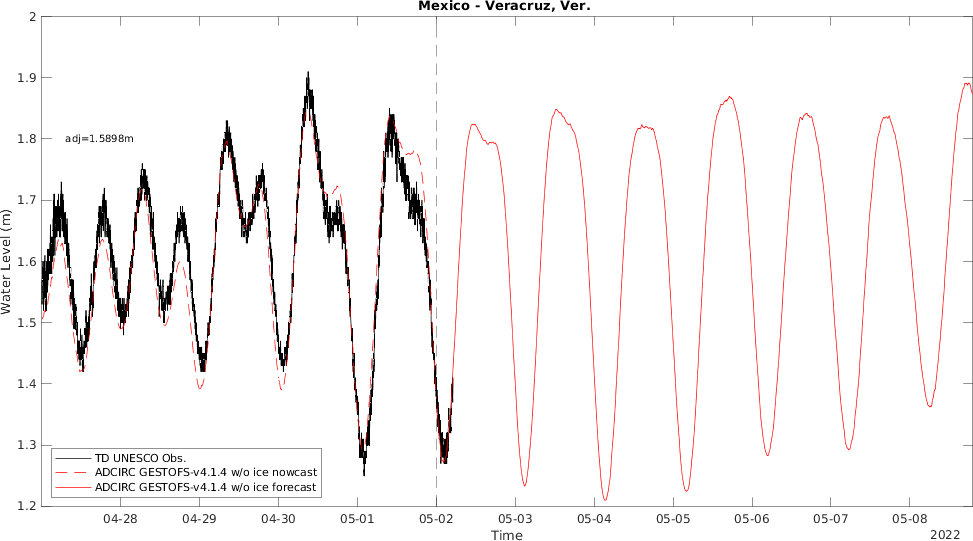 Mexico - Veracruz, Ver.
2
1.9
1.8
1.7
1.6
1.5
1.4
1.3
1.2
Water Level (m)
adj=1.5898m
TD UNESCO Obs.
ADCIRC GESTOFS-v4.1.4 w/o ice nowcast
ADCIRC GESTOFS-v4.1.4 w/o ice forecast
04-28 04-29 04-30 05-01 05-02 05-03 05-04 05-05 05-06 05-07 05-08
Time
2022